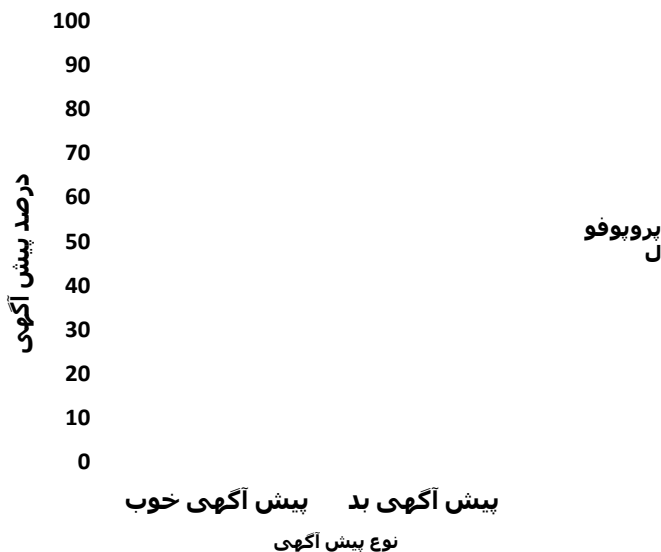 100
90
80
70
60
50
40
30
20
10
0
درصد پیش آگهی
پیش آگهی خوب
پیش آگهی بد
نوع پیش آگهی
پروپوفو
ل